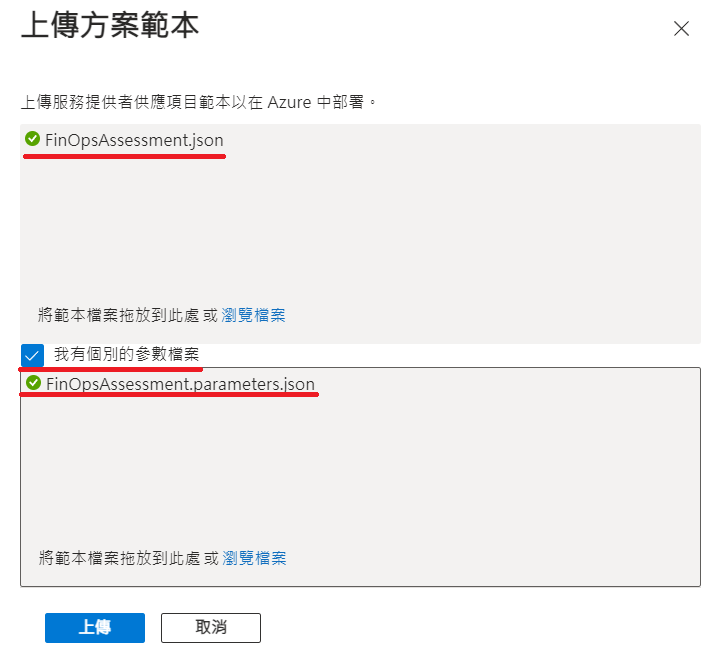 上傳方案範本
上傳服務提供者供應項目範本以在 Azure 中部署。
FinOpsAssessment.json
將範本檔案拖放到此處或瀏覽檔案
我有個別的參數檔案
FinOpsAssessment.parameters.json
將範本檔案拖放到此處或瀏覽檔案
上傳 取消